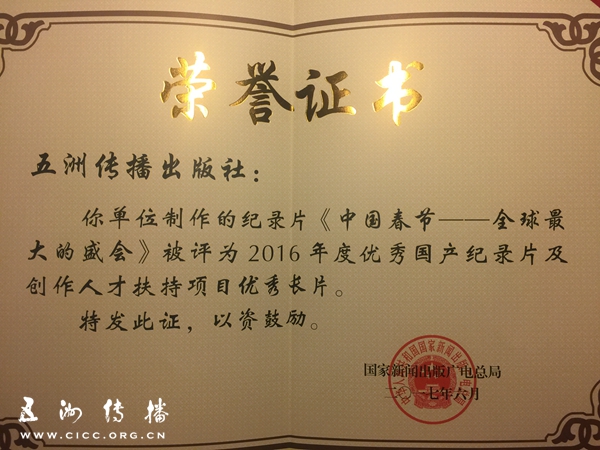 荣誉证书
五洲传播出版社：
你单位制作的纪录片《中国春节——全球最
大的盛会》被评为2016年度优秀国产纪录片及
创作人才扶持项目优秀长片。
特发此证，以资鼓励。
国家新闻出版广电总局
一七年六月
五洲传播
WWW.CICC.ORG.CN